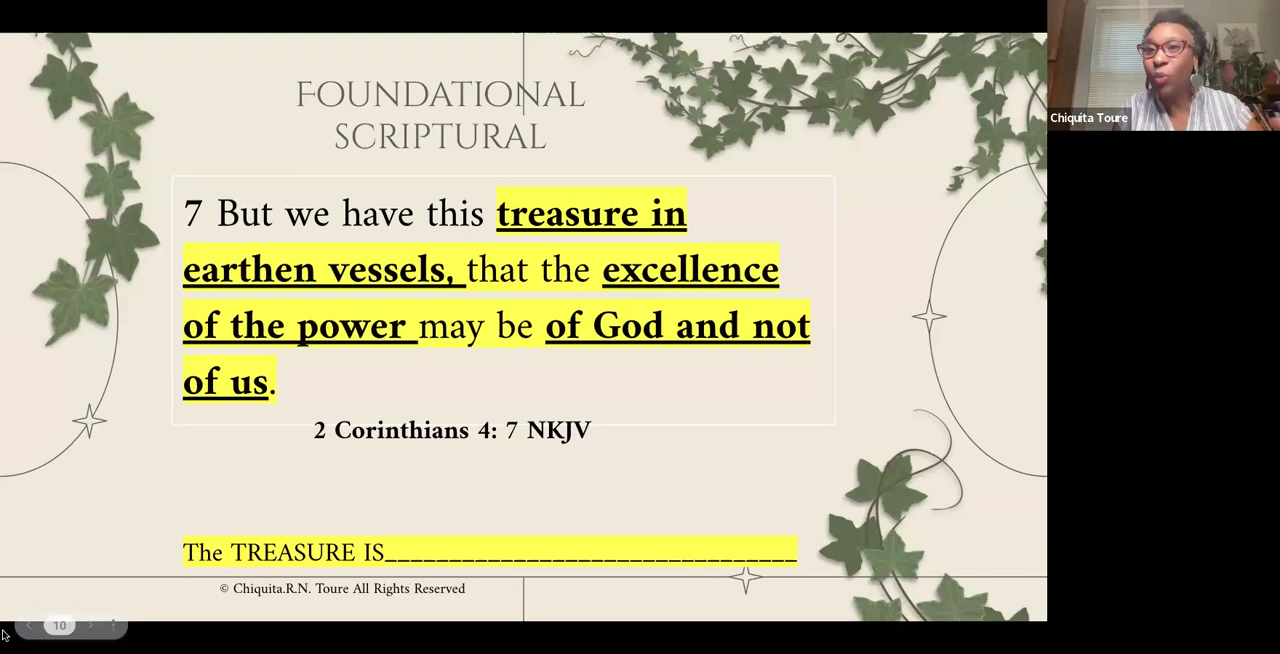 FOUNDATIONAL
SCRIPTURAL
7 But we have this treasure in
earthen vessels, that the excellence
of the power may be of God and not
of us.
2 Corinthians 4: 7 NKJV
The TREASURE IS________________________________
© Chiquita.R.N. Toure All Rights Reserved
10
Chiquita Toure